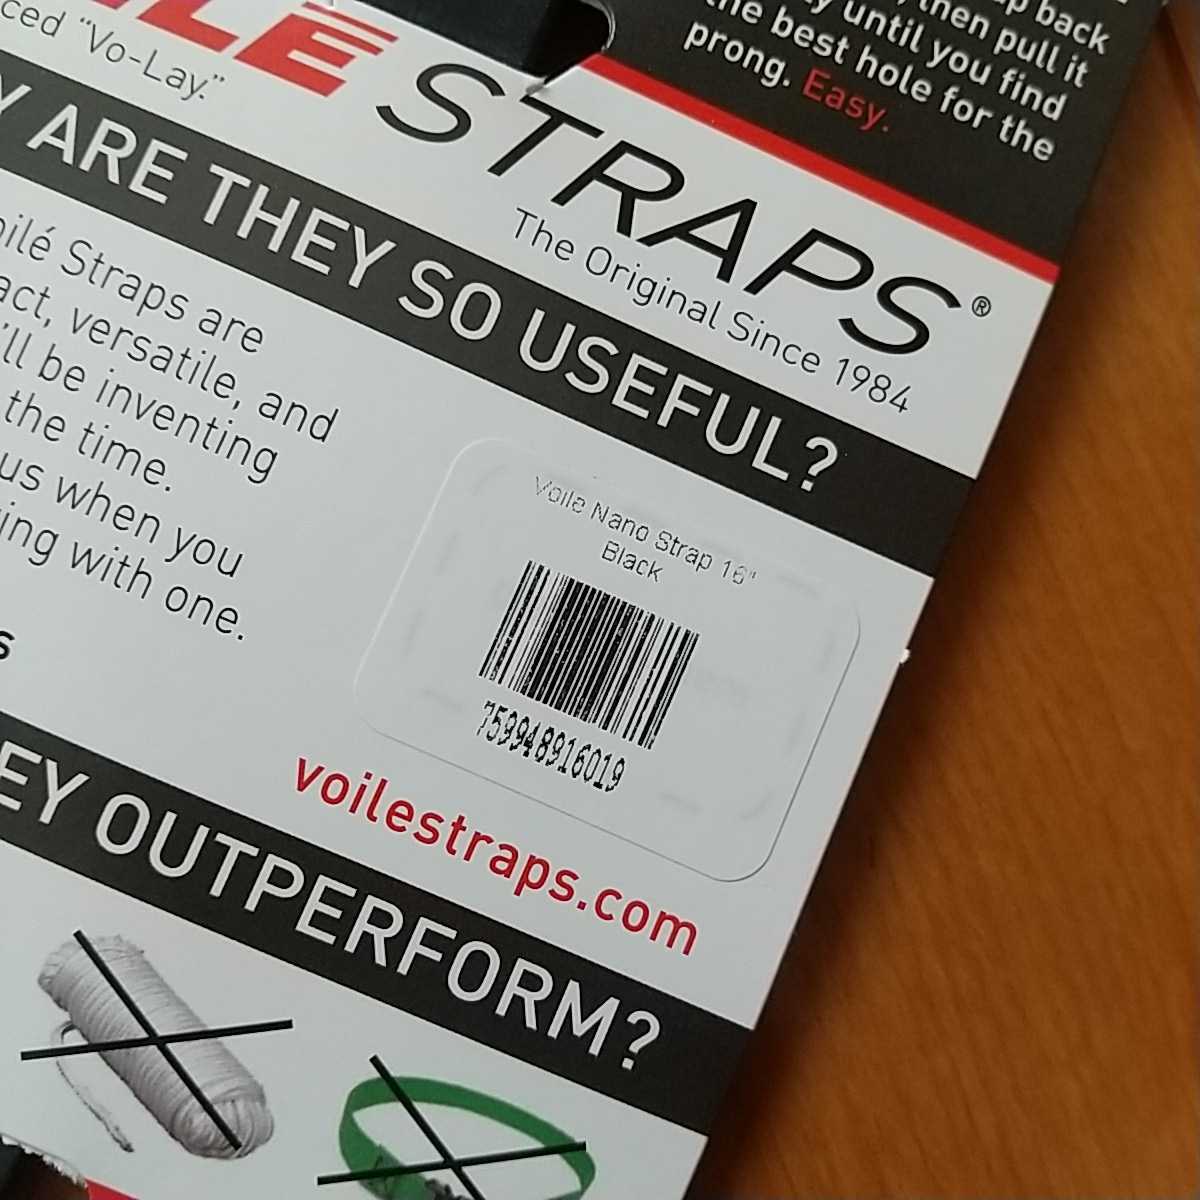 back
then pull it
until you find
the best hole for the
prong. Easy.
STRAPS®
"Vo-Lay."
The Original Since 1984
ARE THEY SO USEFUL?
Straps are
versatile, and
be inventing
the time.
us when you
with one.
Voile Nano Strap 16"
Black
759948916019
voilestraps.com
OUTPERFORM?